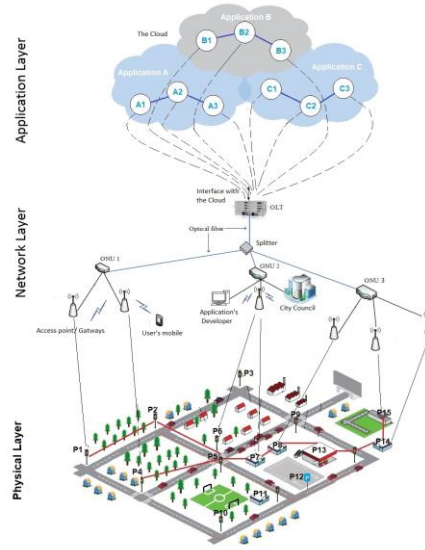 Application Layer
The Cloud
Application B
B1
B2
B3
Application A
Application C
A1
A2
A3
C1
C2
C3
Interface with
the Cloud
OLT
Network Layer
Optical fiber
Splitter
ONU 1
ONU 2
ONU 3
Access point/ Gatways
User's mobile
Application's
Developer
City
Council
Physical Layer
P3
P2
P1
P6
P9
P15
P4
P5
P7
P8
P13
P14
P12
P11
P10